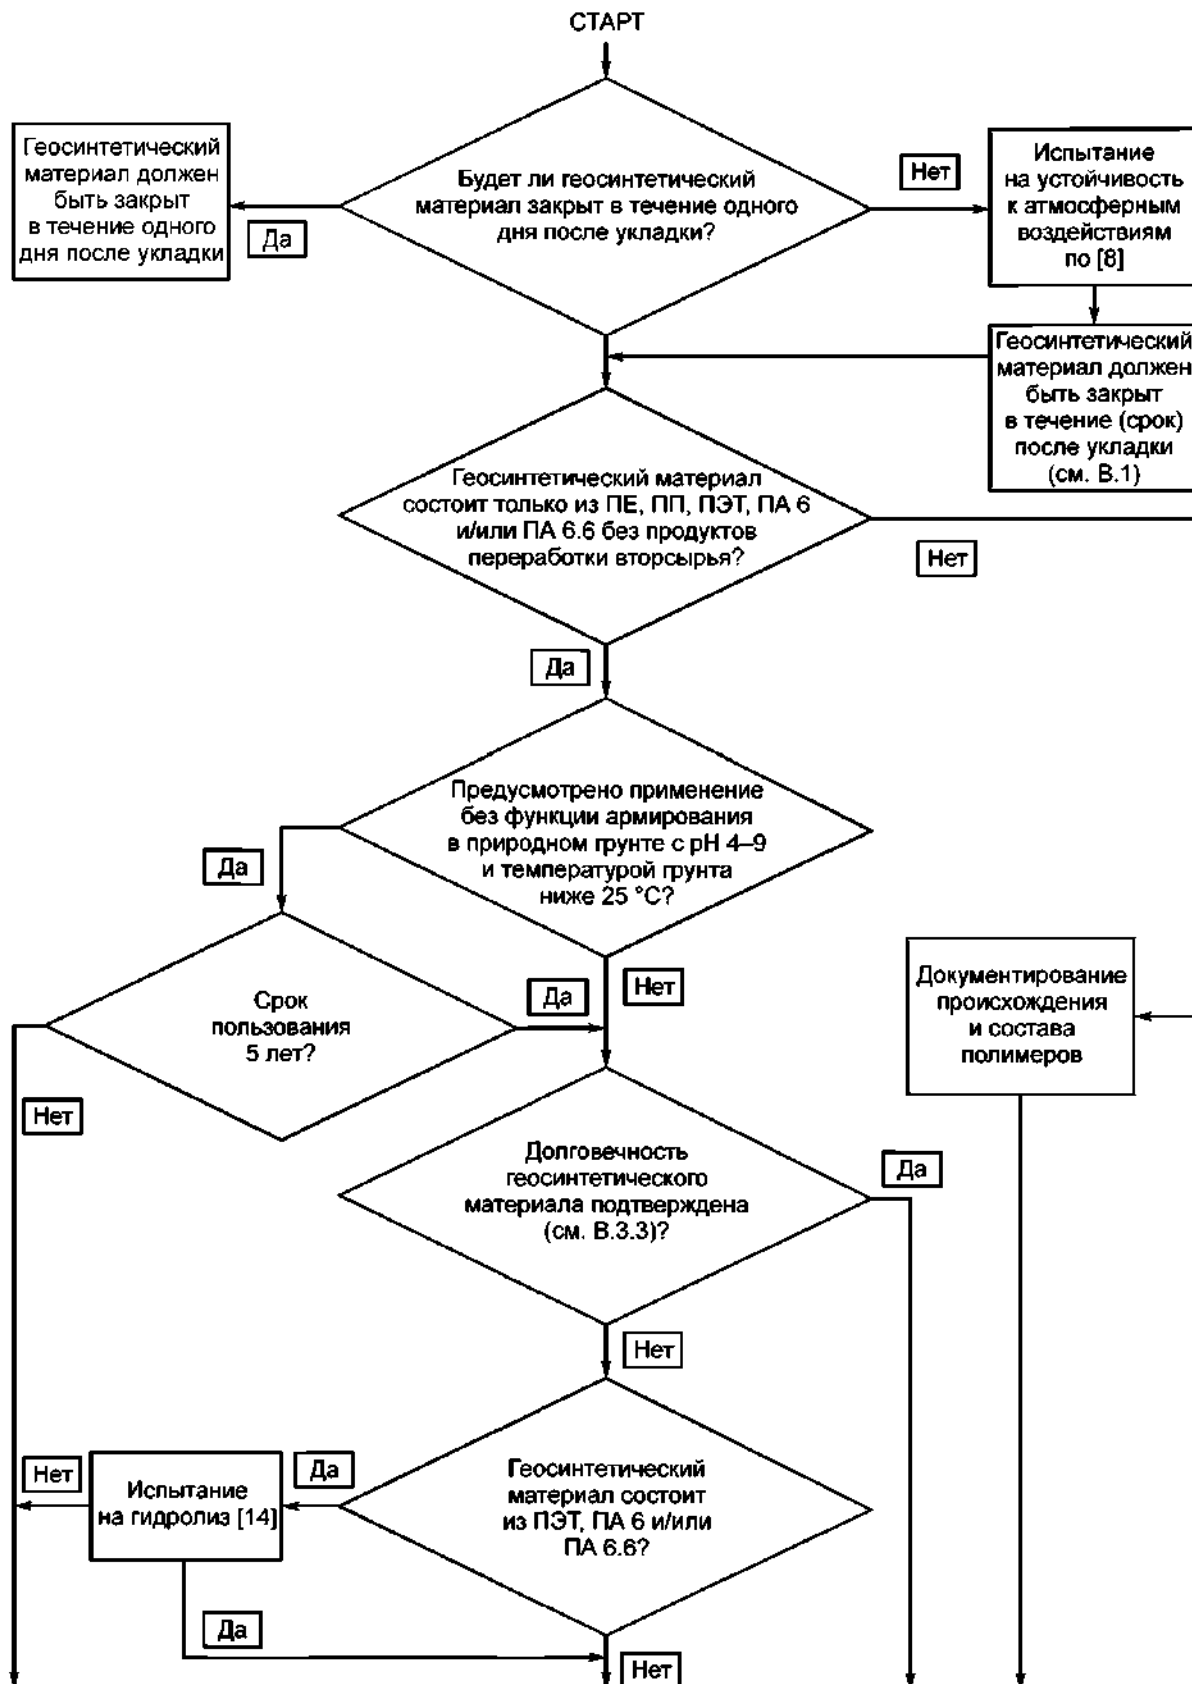 СТАРТ
Геосинтетический
материал должен
быть закрыт
в течение одного
дня после укладки
Да
Будет ли геосинтетический
материал закрыт в течение одного
дня после укладки?
Нет
Испытание
на устойчивость
к атмосферным
воздействиям
по [8]
Геосинтетический
материал должен
быть закрыт
в течение (срок)
после укладки
(см. В.1)
Геосинтетический материал
состоит только из ПЕ, ПП, ПЭТ, ПА 6
и/или ПА 6.6 без продуктов
переработки вторсырья?
Нет
Да
Предусмотрено применение
без функции армирования
в природном грунте с pH 4–9
и температурой грунта
ниже 25 °C?
Да
Нет
Срок
пользования
5 лет?
Да
Нет
Документирование
происхождения
и состава
полимеров
Долговечность
геосинтетического
материала подтверждена
(см. В.3.3)?
Да
Нет
Геосинтетический
материал состоит
из ПЭТ, ПА 6 и/или
ПА 6.6?
Да
Испытание
на гидролиз [14]
Нет
Да
Нет